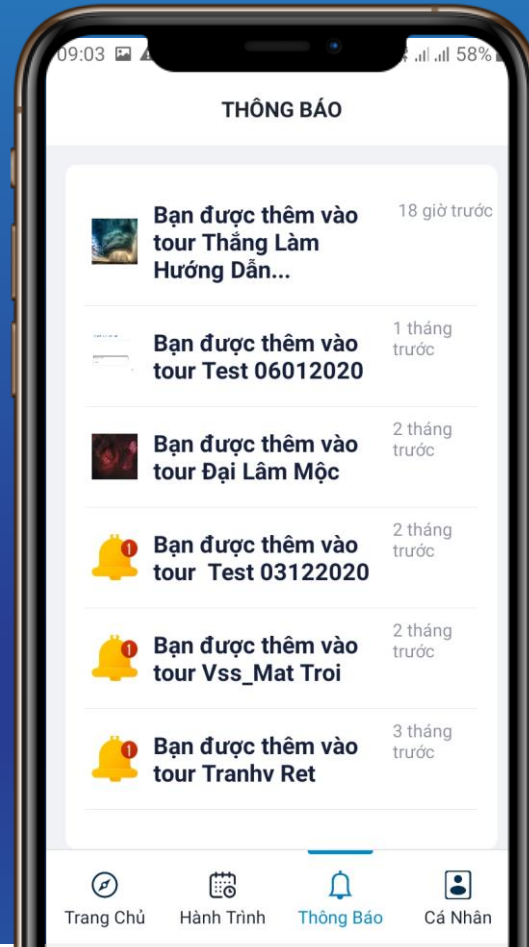 09:03 58%
THÔNG BÁO
Bạn được thêm vào 18 giờ trước
tour Thắng Làm
Hướng Dẫn...
Bạn được thêm vào 1 tháng
tour Test 06012020 trước
Bạn được thêm vào 2 tháng
tour Đại Lâm Mộc trước
1 Bạn được thêm vào 2 tháng
tour Test 03122020 trước
1 Bạn được thêm vào 2 tháng
tour Vss_Mat Troi trước
1 Bạn được thêm vào 3 tháng
tour Tranhv Ret trước
Trang Chủ Hành Trình Thông Báo Cá Nhân